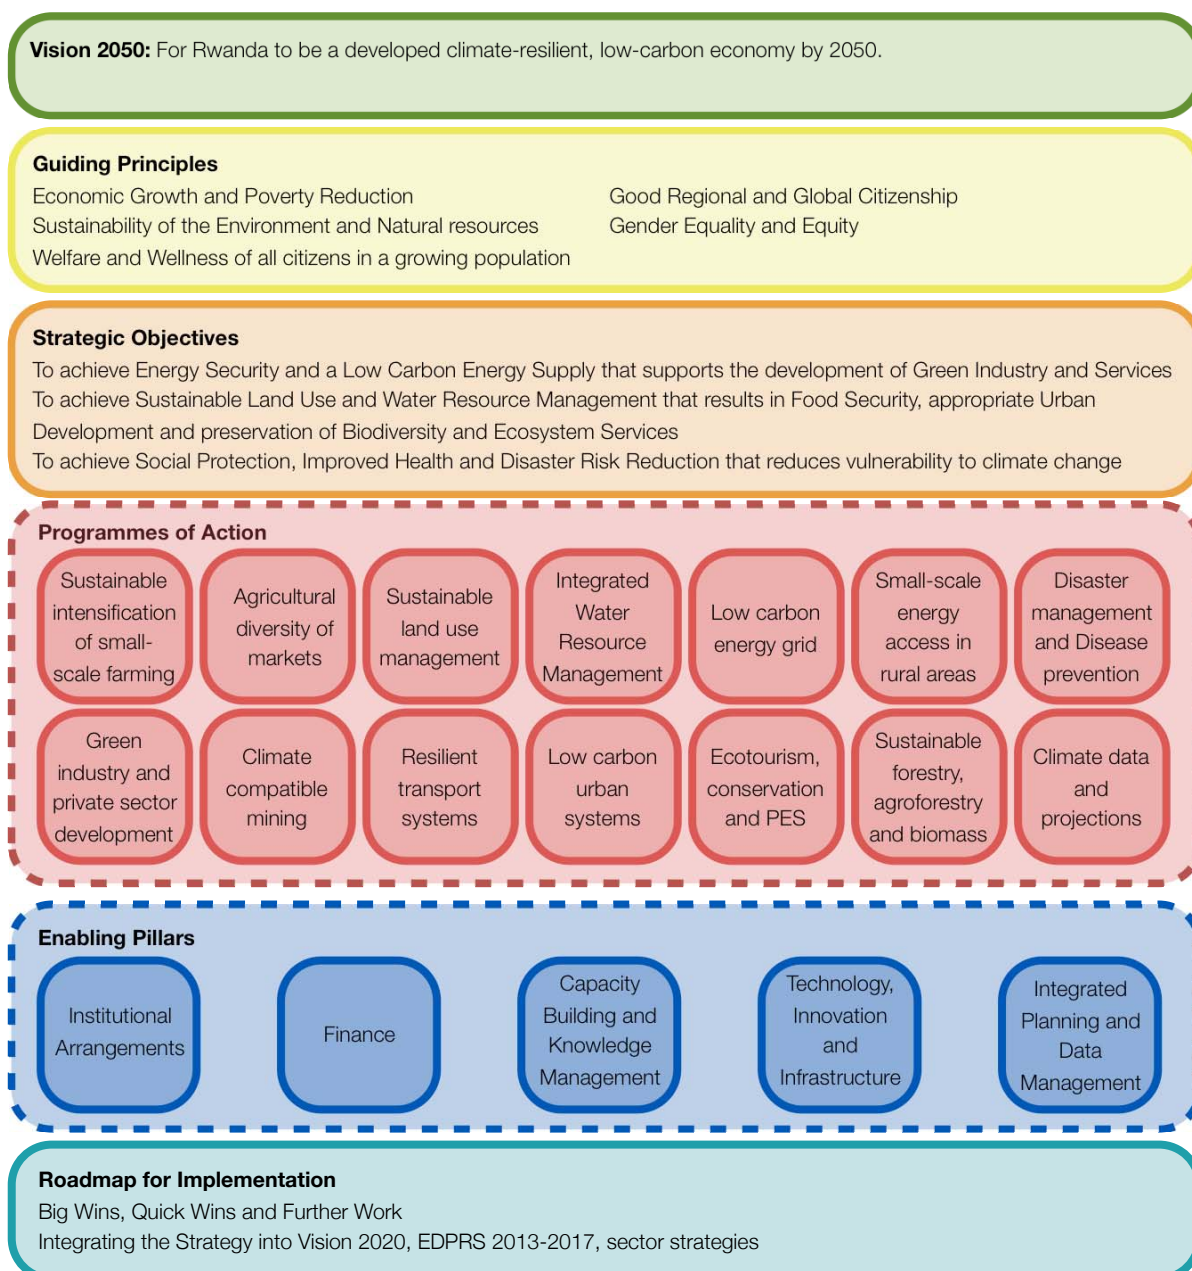 Vision 2050: For Rwanda to be a developed climate-resilient, low-carbon economy by 2050.
Guiding Principles
Economic Growth and Poverty Reduction
Sustainability of the Environment and Natural resources
Welfare and Wellness of all citizens in a growing population
Good Regional and Global Citizenship
Gender Equality and Equity
Strategic Objectives
To achieve Energy Security and a Low Carbon Energy Supply that supports the development of Green Industry and Services
To achieve Sustainable Land Use and Water Resource Management that results in Food Security, appropriate Urban
Development and preservation of Biodiversity and Ecosystem Services
To achieve Social Protection, Improved Health and Disaster Risk Reduction that reduces vulnerability to climate change
Programmes of Action
Sustainable
intensification
of small-
scale farming
Agricultural
diversity of
markets
Sustainable
land use
management
Integrated
Water
Resource
Management
Low carbon
energy grid
Small-scale
energy
access in
rural areas
Disaster
management
and Disease
prevention
Green
industry and
private sector
development
Climate
compatible
mining
Resilient
transport
systems
Low carbon
urban
systems
Ecotourism,
conservation
and PES
Sustainable
forestry,
agroforestry
and biomass
Climate data
and
projections
Enabling Pillars
Institutional
Arrangements
Finance
Capacity
Building and
Knowledge
Management
Technology,
Innovation
and
Infrastructure
Integrated
Planning and
Data
Management
Roadmap for Implementation
Big Wins, Quick Wins and Further Work
Integrating the Strategy into Vision 2020, EDPRS 2013-2017, sector strategies